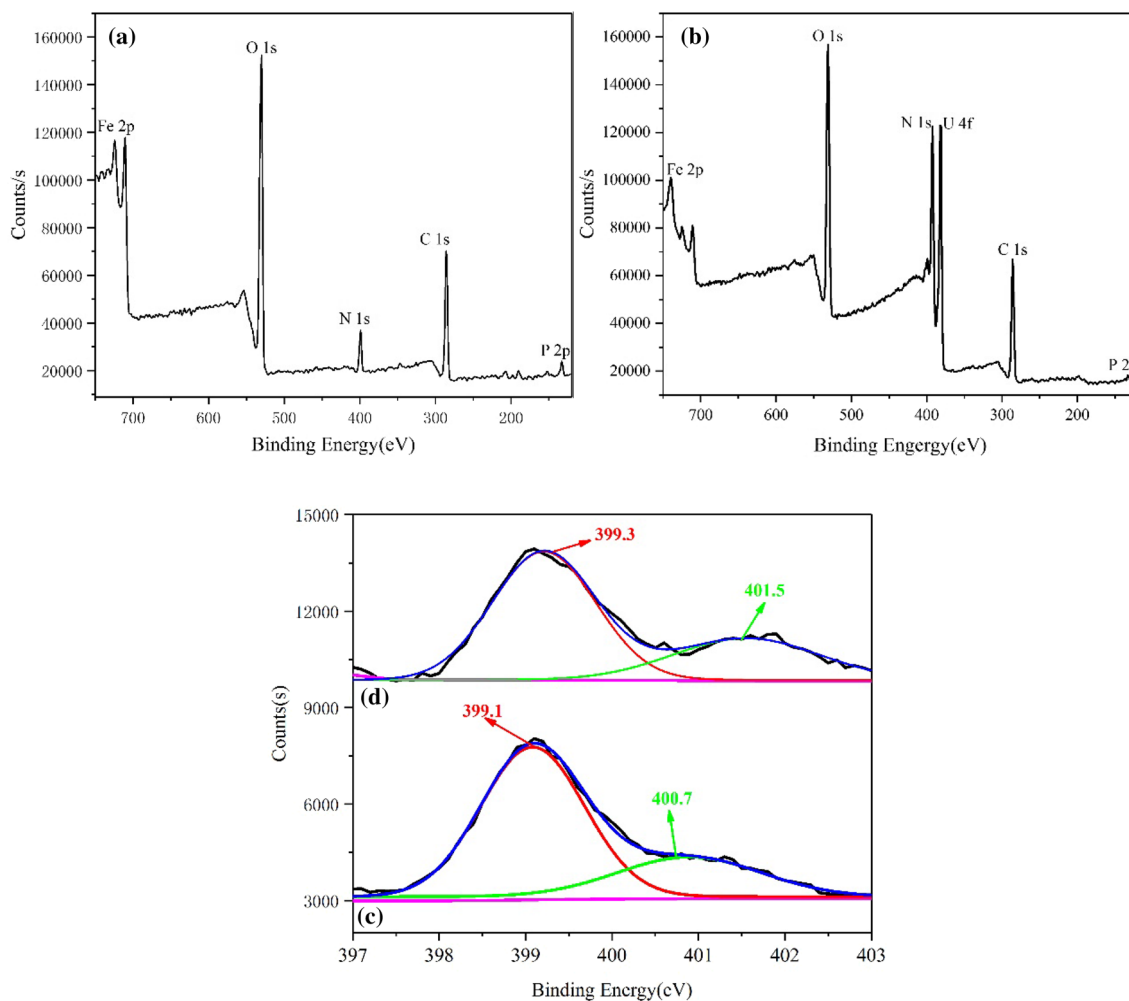 (a)
O 1s
Fe 2p
C 1s
N 1s
P 2p
160000
140000
120000
100000
80000
60000
40000
20000
Counts/s
700
600
500
400
300
200
Binding Energy(eV)
(b)
O 1s
N 1s
U 4f
Fe 2p
C 1s
P 2
160000
140000
120000
100000
80000
60000
40000
20000
Counts/s
700
600
500
400
300
200
Binding Engergy(eV)
15000
12000
9000
6000
3000
Counts(s)
399.3
401.5
(d)
399.1
400.7
(c)
397
398
399
400
401
402
403
Binding Energy(eV)